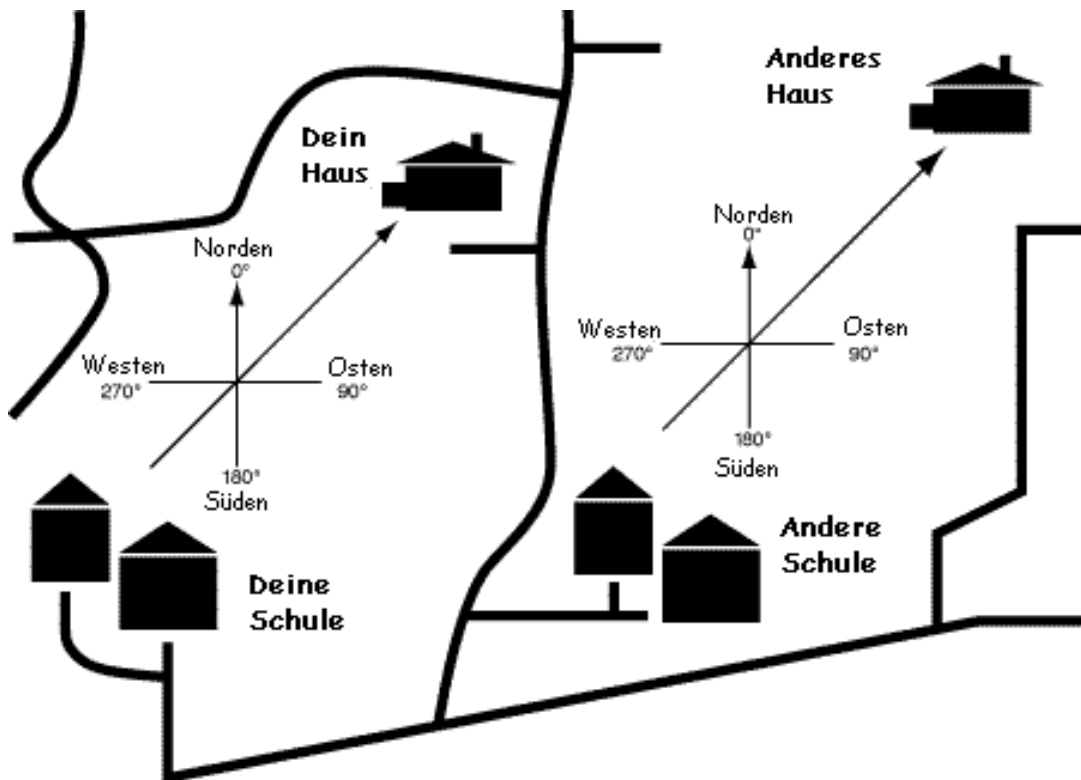 Anderes
Haus
Dein
Haus
Norden
0°
Norden
0°
Westen
270°
Osten
90°
Westen
270°
Osten
90°
180°
Süden
180°
Süden
Deine
Schule
Andere
Schule